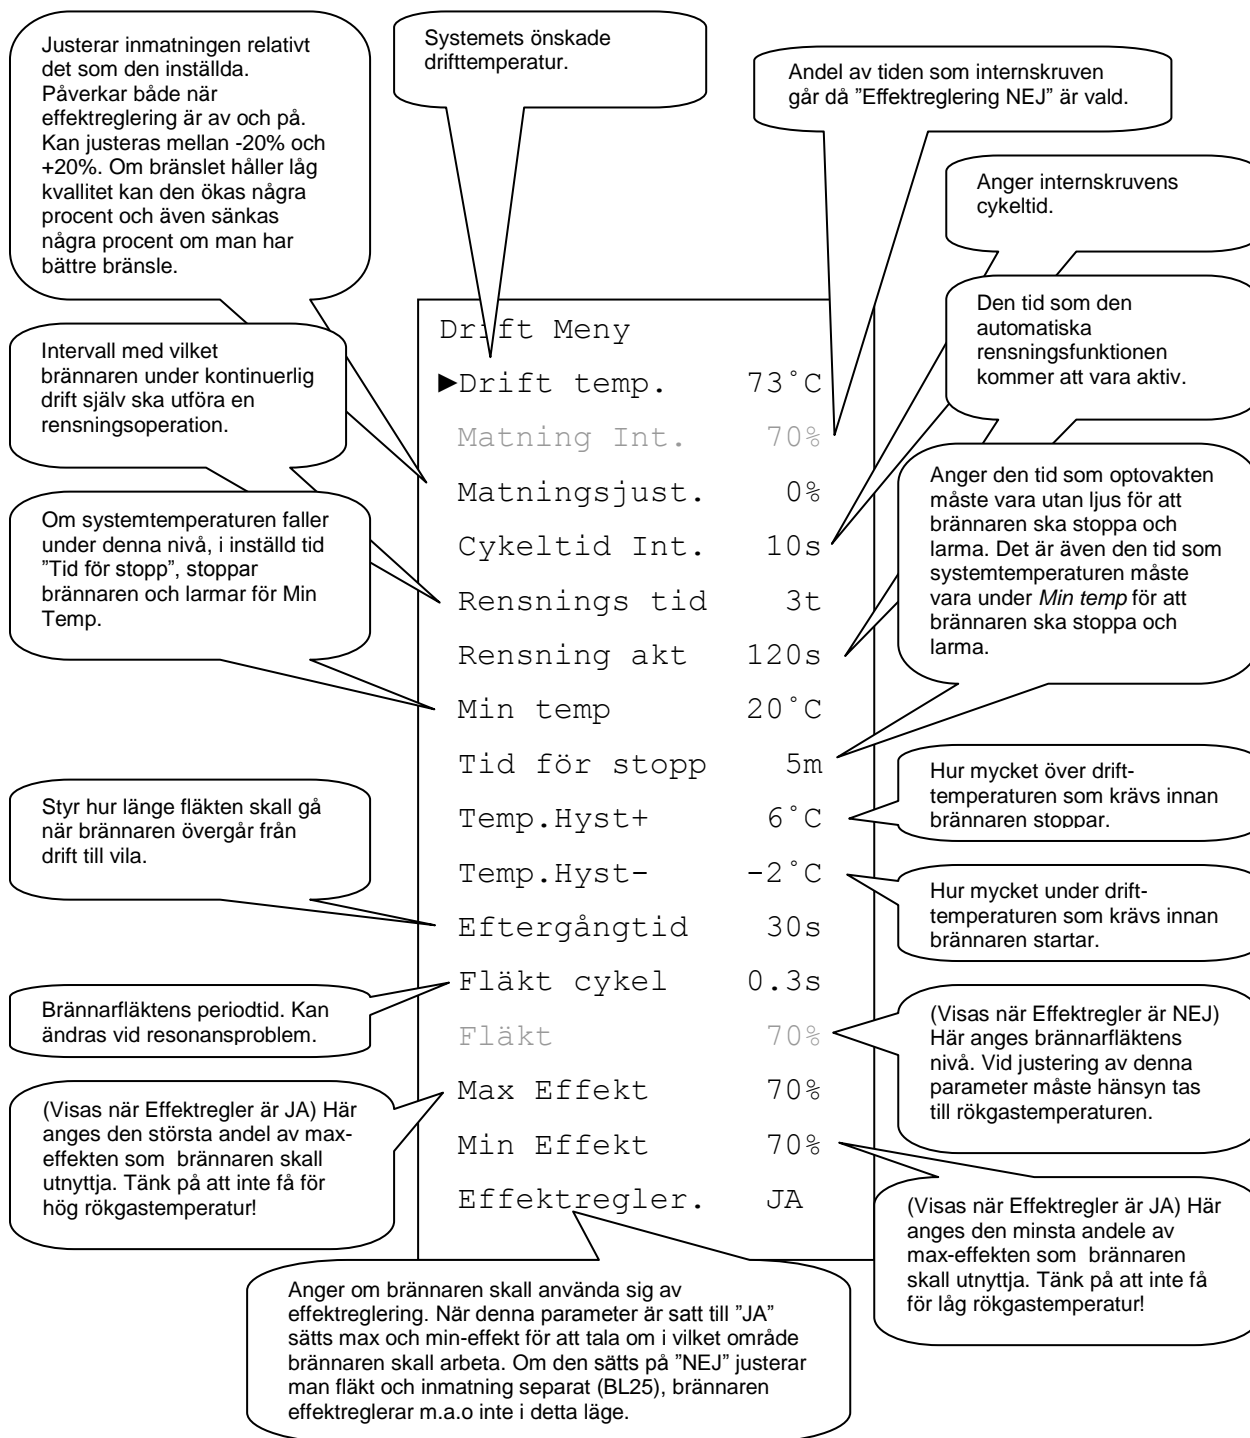 Justerar inmatningen relativt
det som den inställda.
Påverkar både när
effektreglering är av och på.
Kan justeras mellan -20% och
+20%. Om bränslet håller låg
kvallitet kan den ökas några
procent och även sänkas
några procent om man har
bättre bränsle.
Systemets önskade
drifttemperatur.
Andel av tiden som internskruven
går då ”Effektreglering NEJ” är vald.
Anger internskruvens
cykeltid.
Den tid som den
automatiska
rensningsfunktionen
kommer att vara aktiv.
Intervall med vilket
brännaren under kontinuerlig
drift själv ska utföra en
rensningsoperation.
Om systemtemperaturen faller
under denna nivå, i inställd tid
”Tid för stopp”, stoppar
brännaren och larmar för Min
Temp.
Anger den tid som optovakten
måste vara utan ljus för att
brännaren ska stoppa och
larma. Det är även den tid som
systemtemperaturen måste
vara under Min temp för att
brännaren ska stoppa och
larma.
Drift Meny
►Drift temp. 73°C
Matning Int. 70%
Matningsjust. 0%
Cykeltid Int. 10s
Rensnings tid 3t
Rensning akt 120s
Min temp 20°C
Tid för stopp 5m
Temp.Hyst+ 6°C
Temp.Hyst- -2°C
Eftergångtid 30s
Fläkt cykel 0.3s
Fläkt 70%
Max Effekt 70%
Min Effekt 70%
Effektregler. JA
Styr hur länge fläkten skall gå
när brännaren övergår från
drift till vila.
Hur mycket över drift-
temperaturen som krävs innan
brännaren stoppar.
Hur mycket under drift-
temperaturen som krävs innan
brännaren startar.
Brännarfläktens periodtid. Kan
ändras vid resonansproblem.
(Visas när Effektregler är NEJ)
Här anges brännarfläktens
nivå. Vid justering av denna
parameter måste hänsyn tas
till rökgastemperaturen.
(Visas när Effektregler är JA) Här
anges den största andel av max-
effekten som brännaren skall
utnyttja. Tänk på att inte få för
hög rökgastemperatur!
(Visas när Effektregler är JA) Här
anges den minsta andele av
max-effekten som brännaren
skall utnyttja. Tänk på att inte få
för låg rökgastemperatur!
Anger om brännaren skall använda sig av
effektreglering. När denna parameter är satt till ”JA”
sätts max och min-effekt för att tala om i vilket område
brännaren skall arbeta. Om den sätts på ”NEJ” justerar
man fläkt och inmatning separat (BL25), brännaren
effektreglerar m.a.o inte i detta läge.